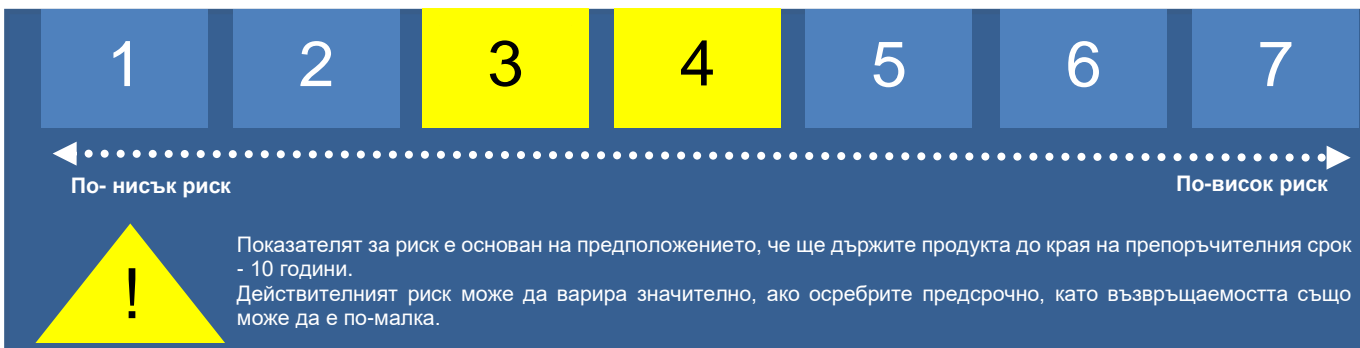 1 2 3 4 5 6 7
По- нисък риск По-висок риск
!
Показателят за риск е основан на предположението, че ще държите продукта до края на препоръчителния срок
- 10 години.
Действителният риск може да варира значително, ако осребрите предсрочно, като възвръщаемостта също
може да е по-малка.